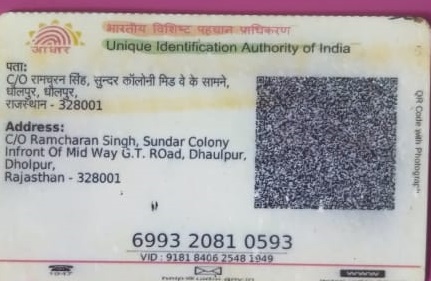 भारतीय विशिष्ट पहचान प्राधिकरण
आधार
Unique Identification Authority of India
पता:
C/O रामचरन सिंह, सुन्दर कॉलोनी मिड वे के सामने,
धौलपुर, धौलपुर,
राजस्थान - 328001
Address:
C/O Ramcharan Singh, Sundar Colony
Infront Of Mid Way G.T. ROad, Dhaulpur,
Dholpur,
Rajasthan - 328001
QR Code with Photograph
6993 2081 0593
VID : 9181 8406 2548 1949
1947
www